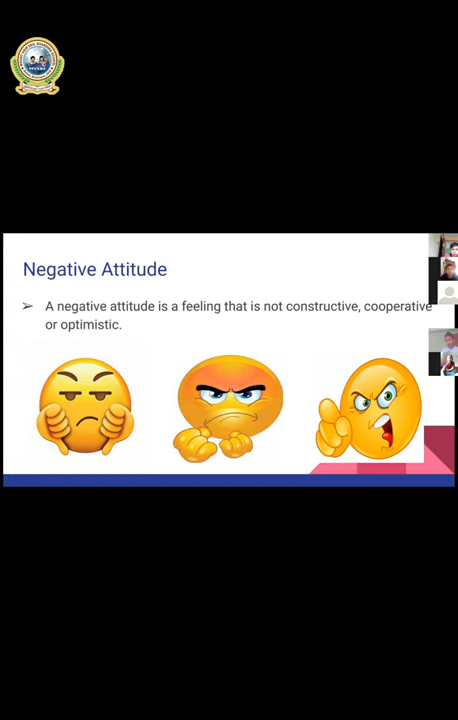 Negative Attitude
➢ A negative attitude is a feeling that is not constructive, cooperative
or optimistic.